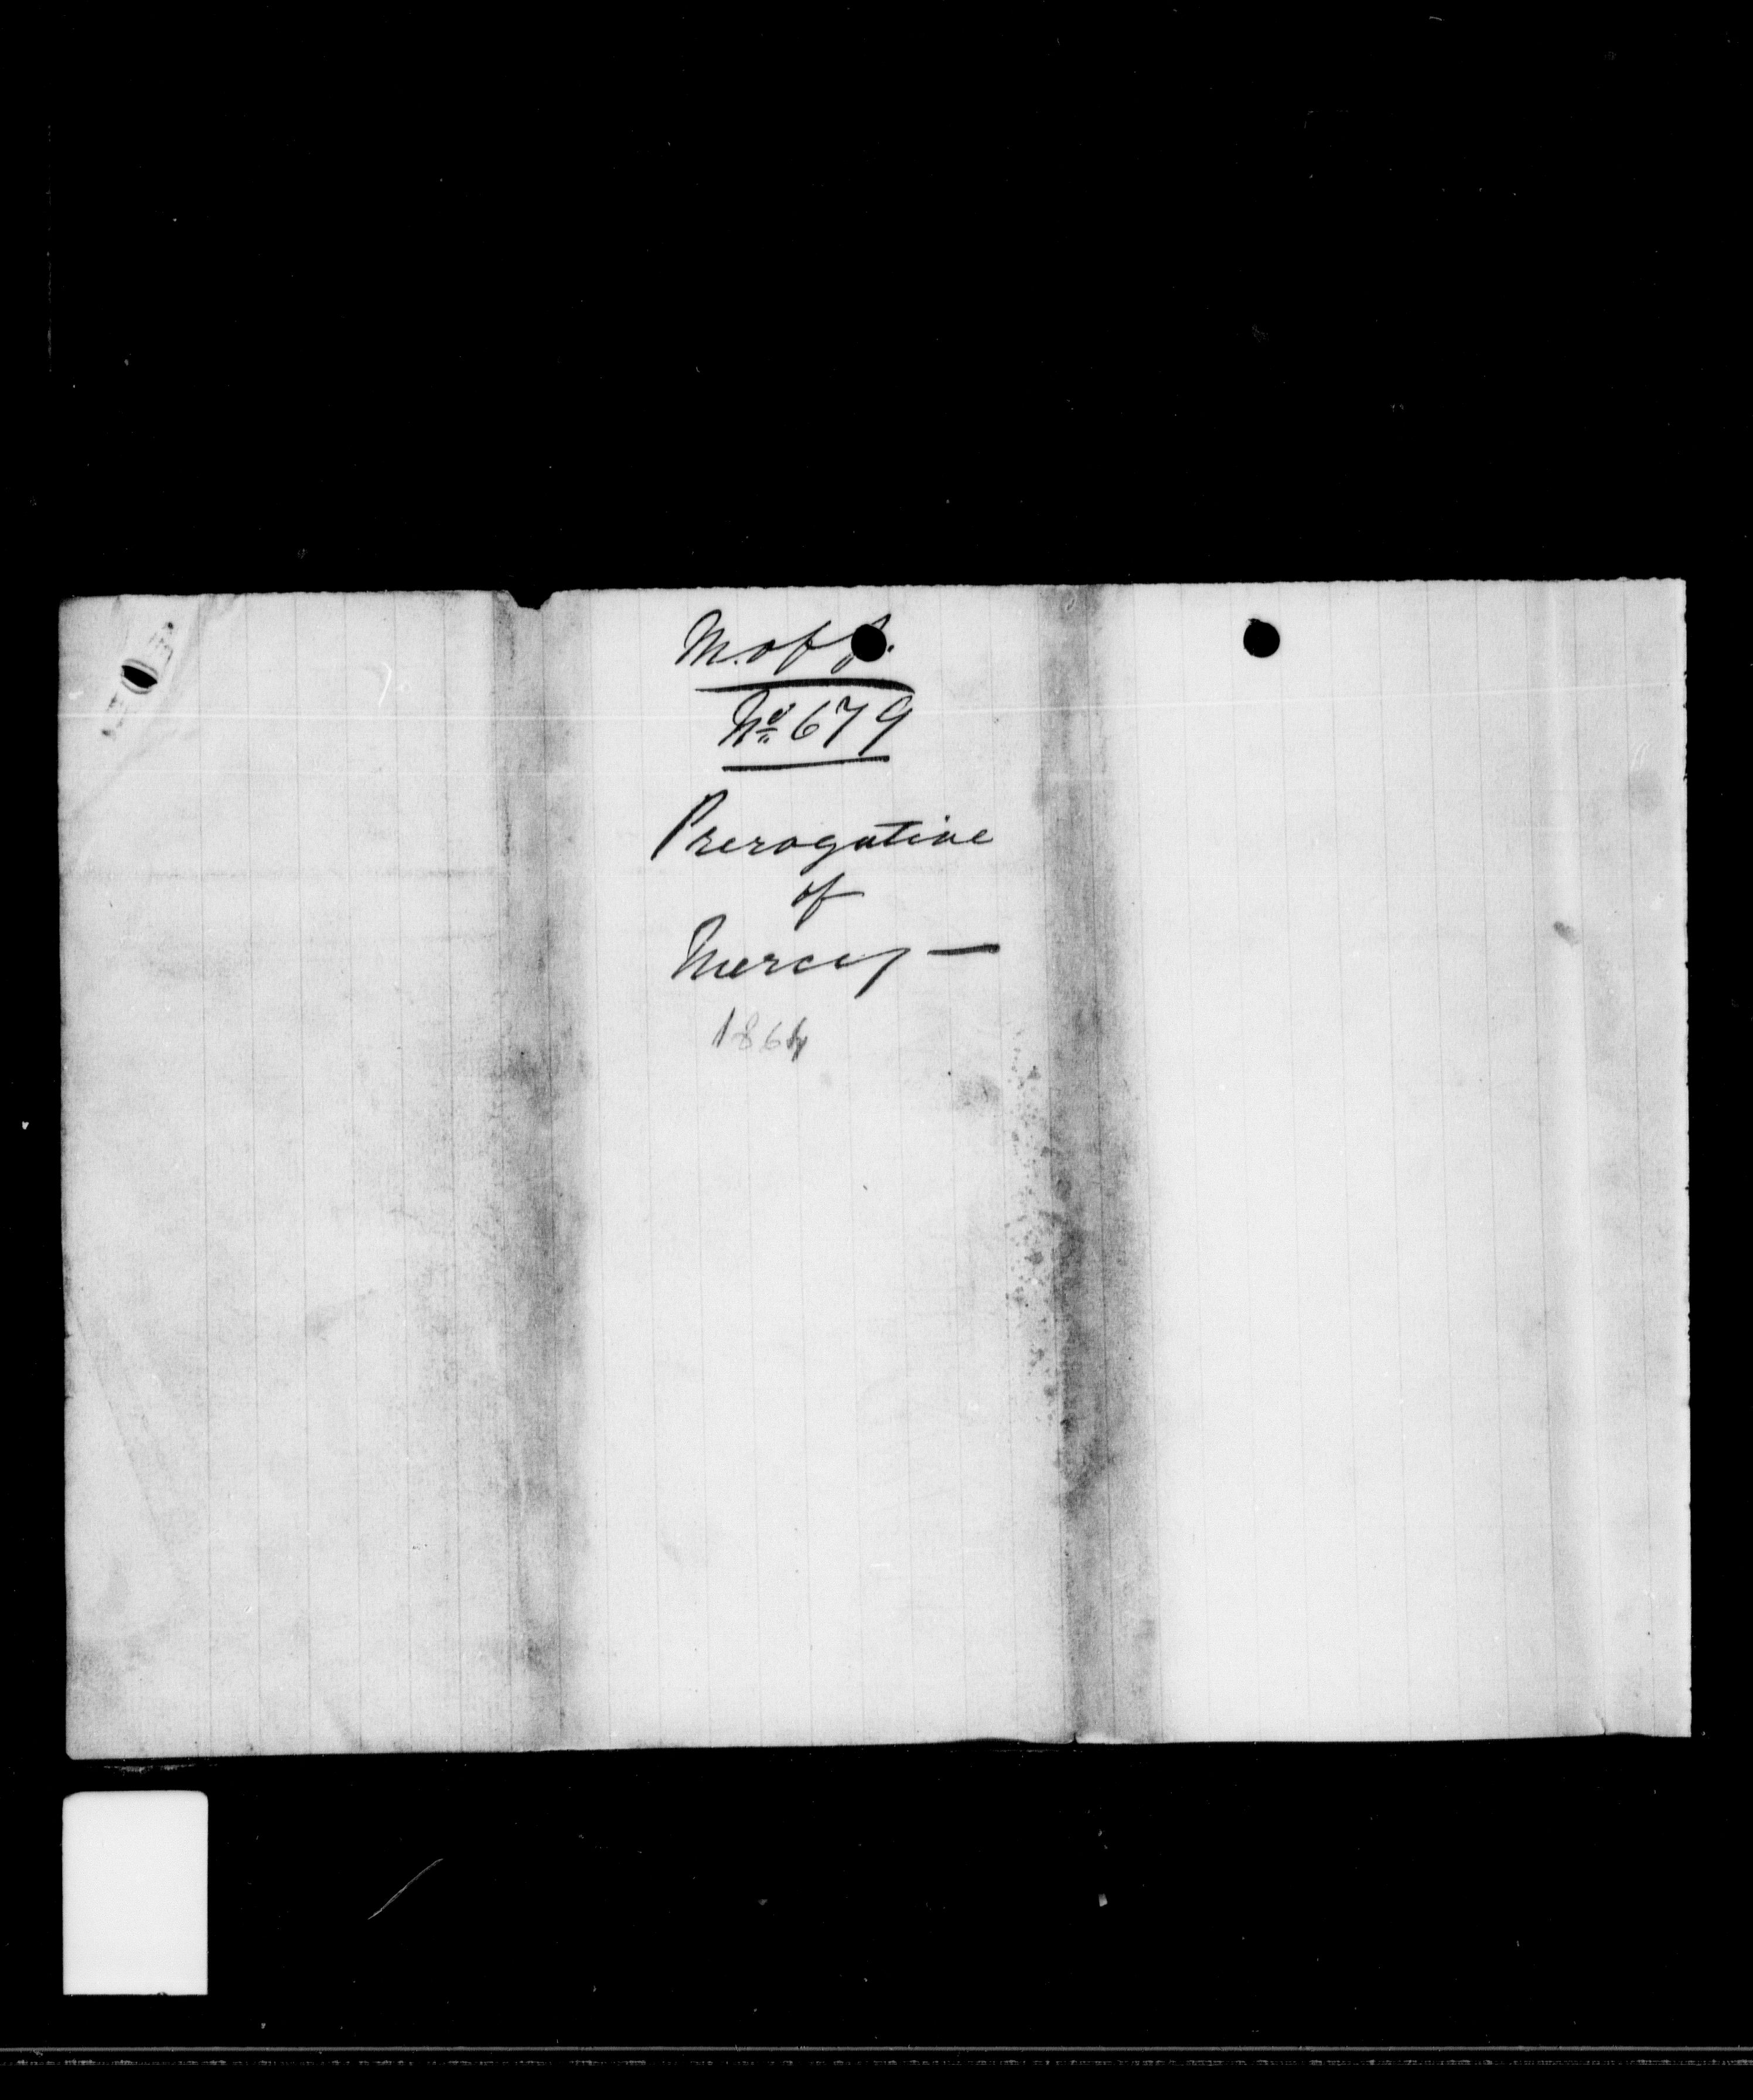 M. of J.
No 679
Prerogative
of
Mercy —
1864